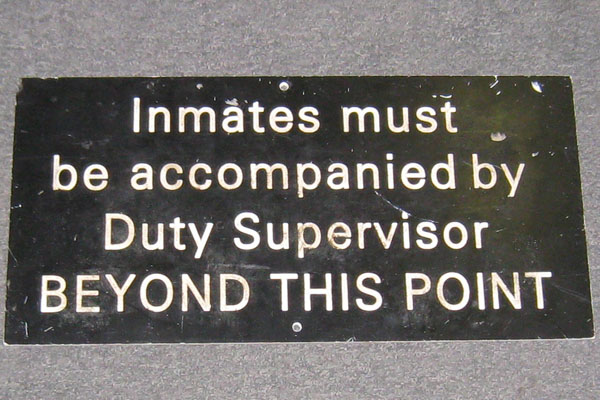 Inmates must
be accompanied by
Duty Supervisor
BEYOND THIS POINT